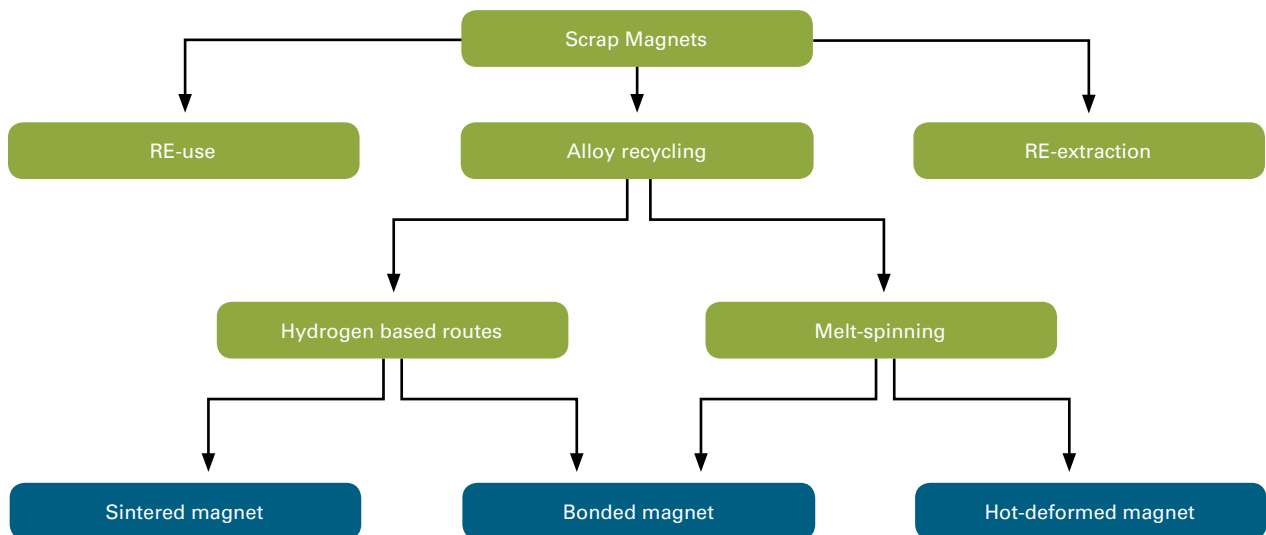 Scrap Magnets
RE-use
Alloy recycling
RE-extraction
Hydrogen based routes
Melt-spinning
Sintered magnet
Bonded magnet
Hot-deformed magnet